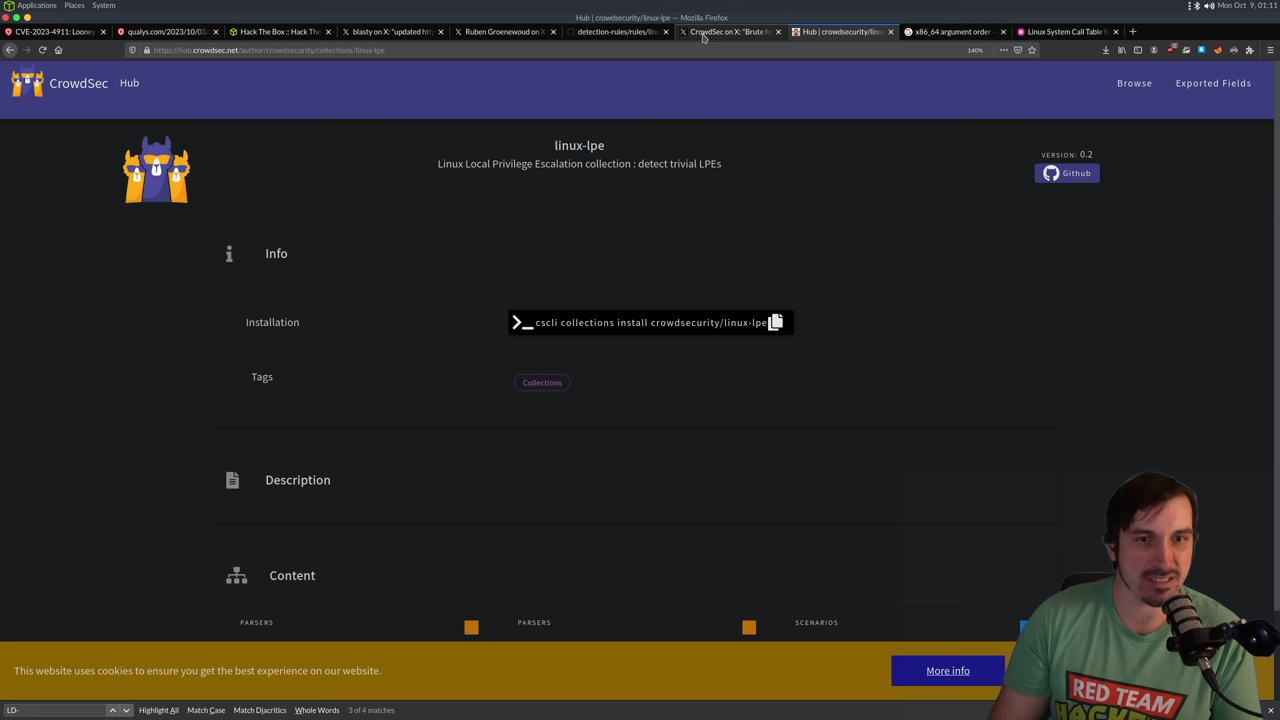 Applications Places System
Mon Oct 9, 01:11
Hub | crowdsecurity/linux-lpe — Mozilla Firefox
CVE-2023-4911: Looney
qualys.com/2023/10/03/
Hack The Box :: Hack The
blasty on X: "updated htt
Ruben Groenewoud on X
detection-rules/rules/lin
CrowdSec on X: "Brute f
Hub | crowdsecurity/linu
x86_64 argument order -
Linux System Call Table f
https://hub.crowdsec.net/author/crowdsecurity/collections/linux-lpe
140%
CrowdSec Hub
Browse Exported Fields
linux-lpe
Linux Local Privilege Escalation collection : detect trivial LPEs
VERSION: 0.2
Github
Info
Installation
cscli collections install crowdsecurity/linux-lpe
Tags
Collections
Description
Content
PARSERS
PARSERS
SCENARIOS
This website uses cookies to ensure you get the best experience on our website.
More info
RED TEAM
LD-
Highlight All Match Case Match Diacritics Whole Words 3 of 4 matches